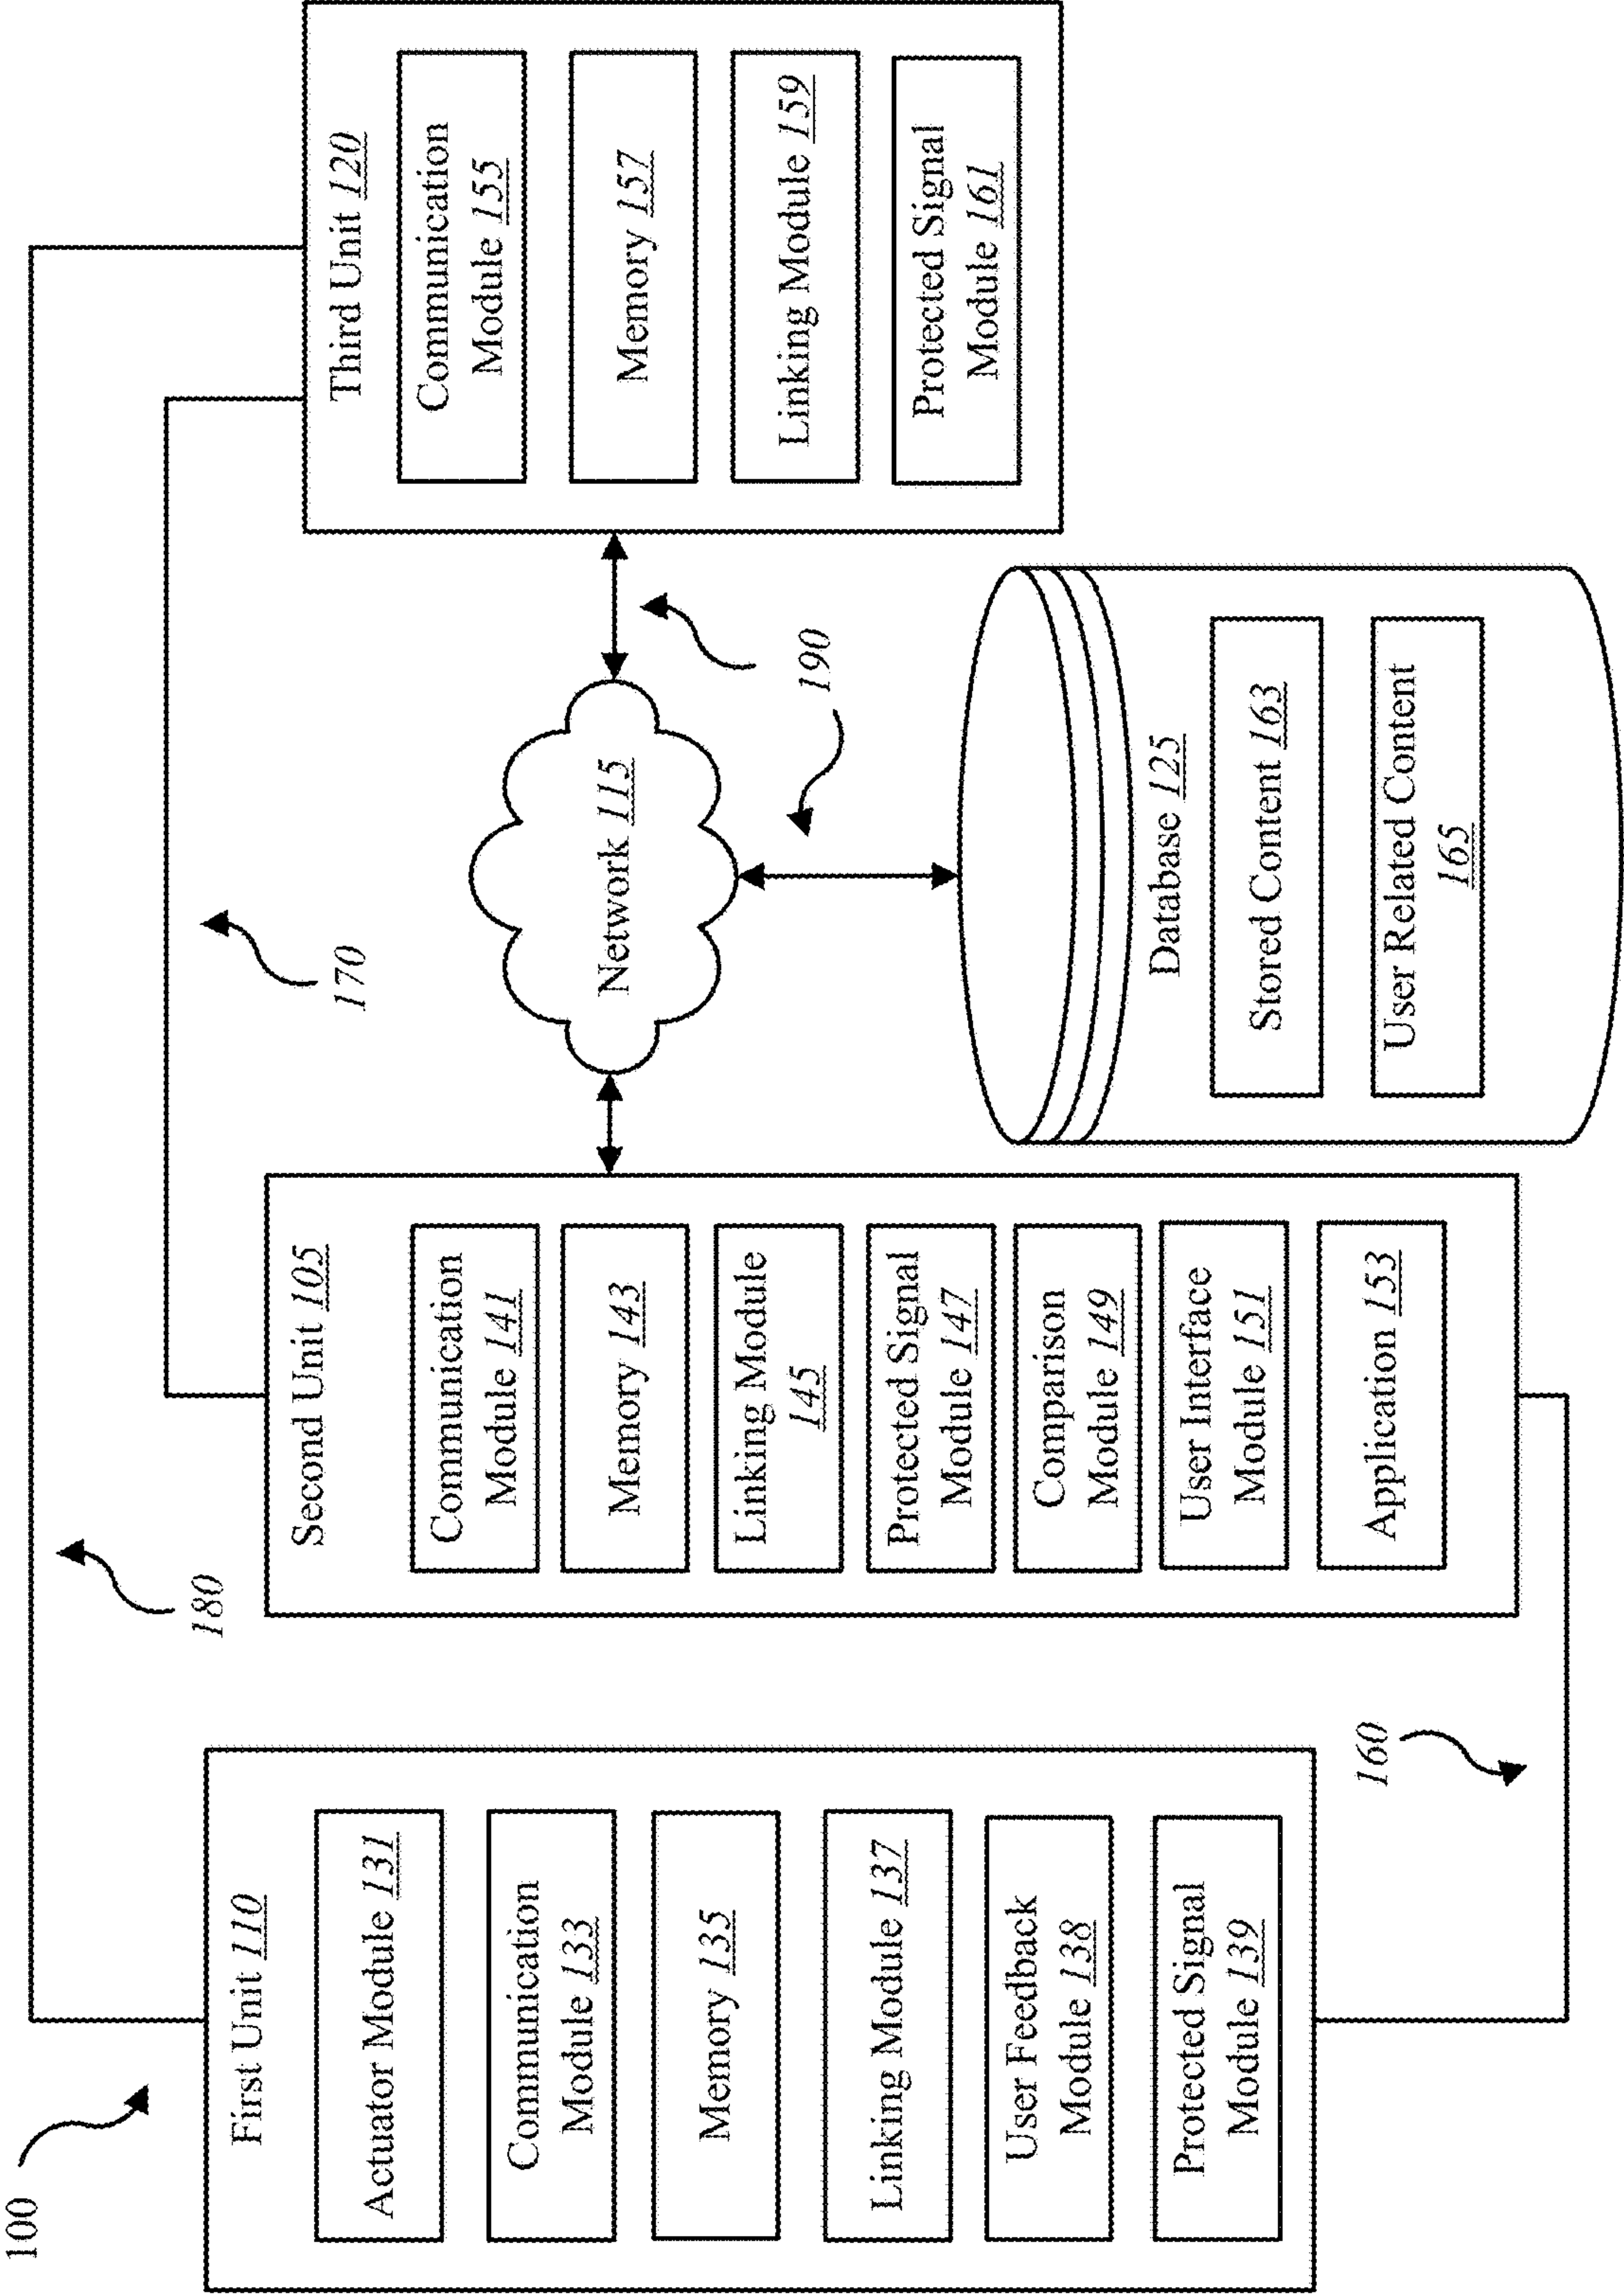 100
First Unit 110
Actuator Module 131
Communication
Module 133
Memory 135
Linking Module 137
User Feedback
Module 138
Protected Signal
Module 139
180
160
Second Unit 105
Communication
Module 141
Memory 143
Linking Module
145
Protected Signal
Module 147
Comparison
Module 149
User Interface
Module 151
Application 153
170
Network 115
190
Database 125
Stored Content 163
User Related Content
165
Third Unit 120
Communication
Module 155
Memory 157
Linking Module 159
Protected Signal
Module 161